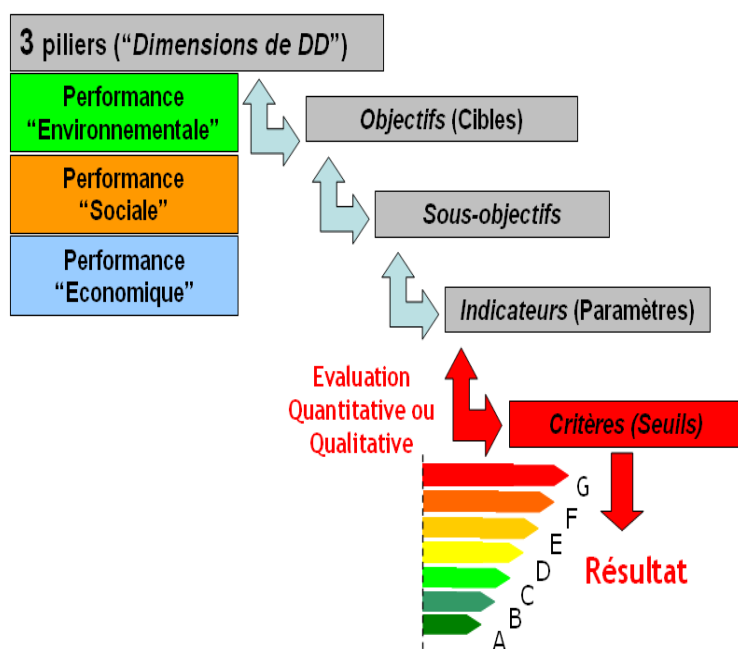 3 piliers (“Dimensions de DD”)
Performance
“Environnementale”
Performance
“Sociale”
Performance
“Economique”
Objectifs (Cibles)
Sous-objectifs
Indicateurs (Paramètres)
Evaluation
Quantitative ou
Qualitative
Critères (Seuils)
G
F
E
D
C
B
A
Résultat